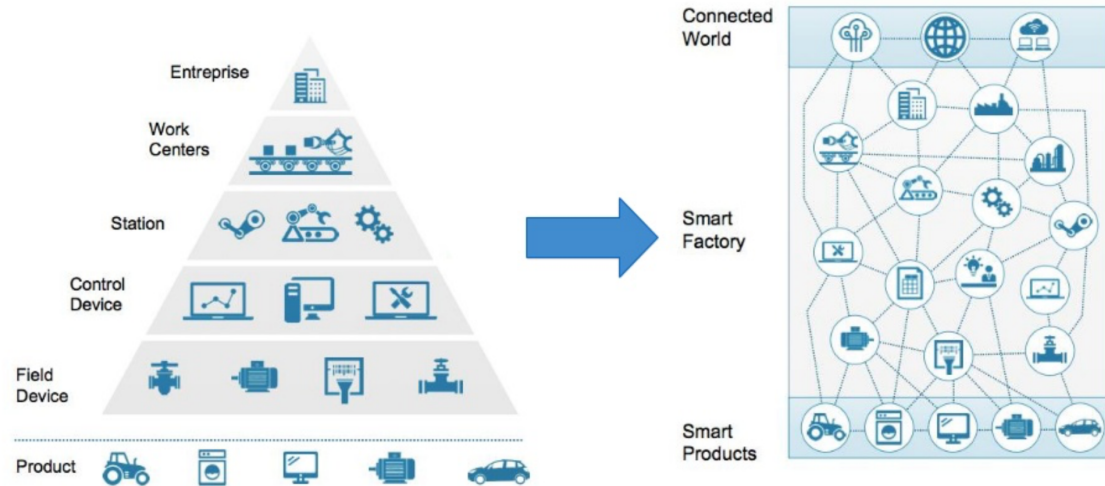 Entreprise
Work
Centers
Station
Control
Device
Field
Device
Product
Connected
World
Smart
Factory
Smart
Products